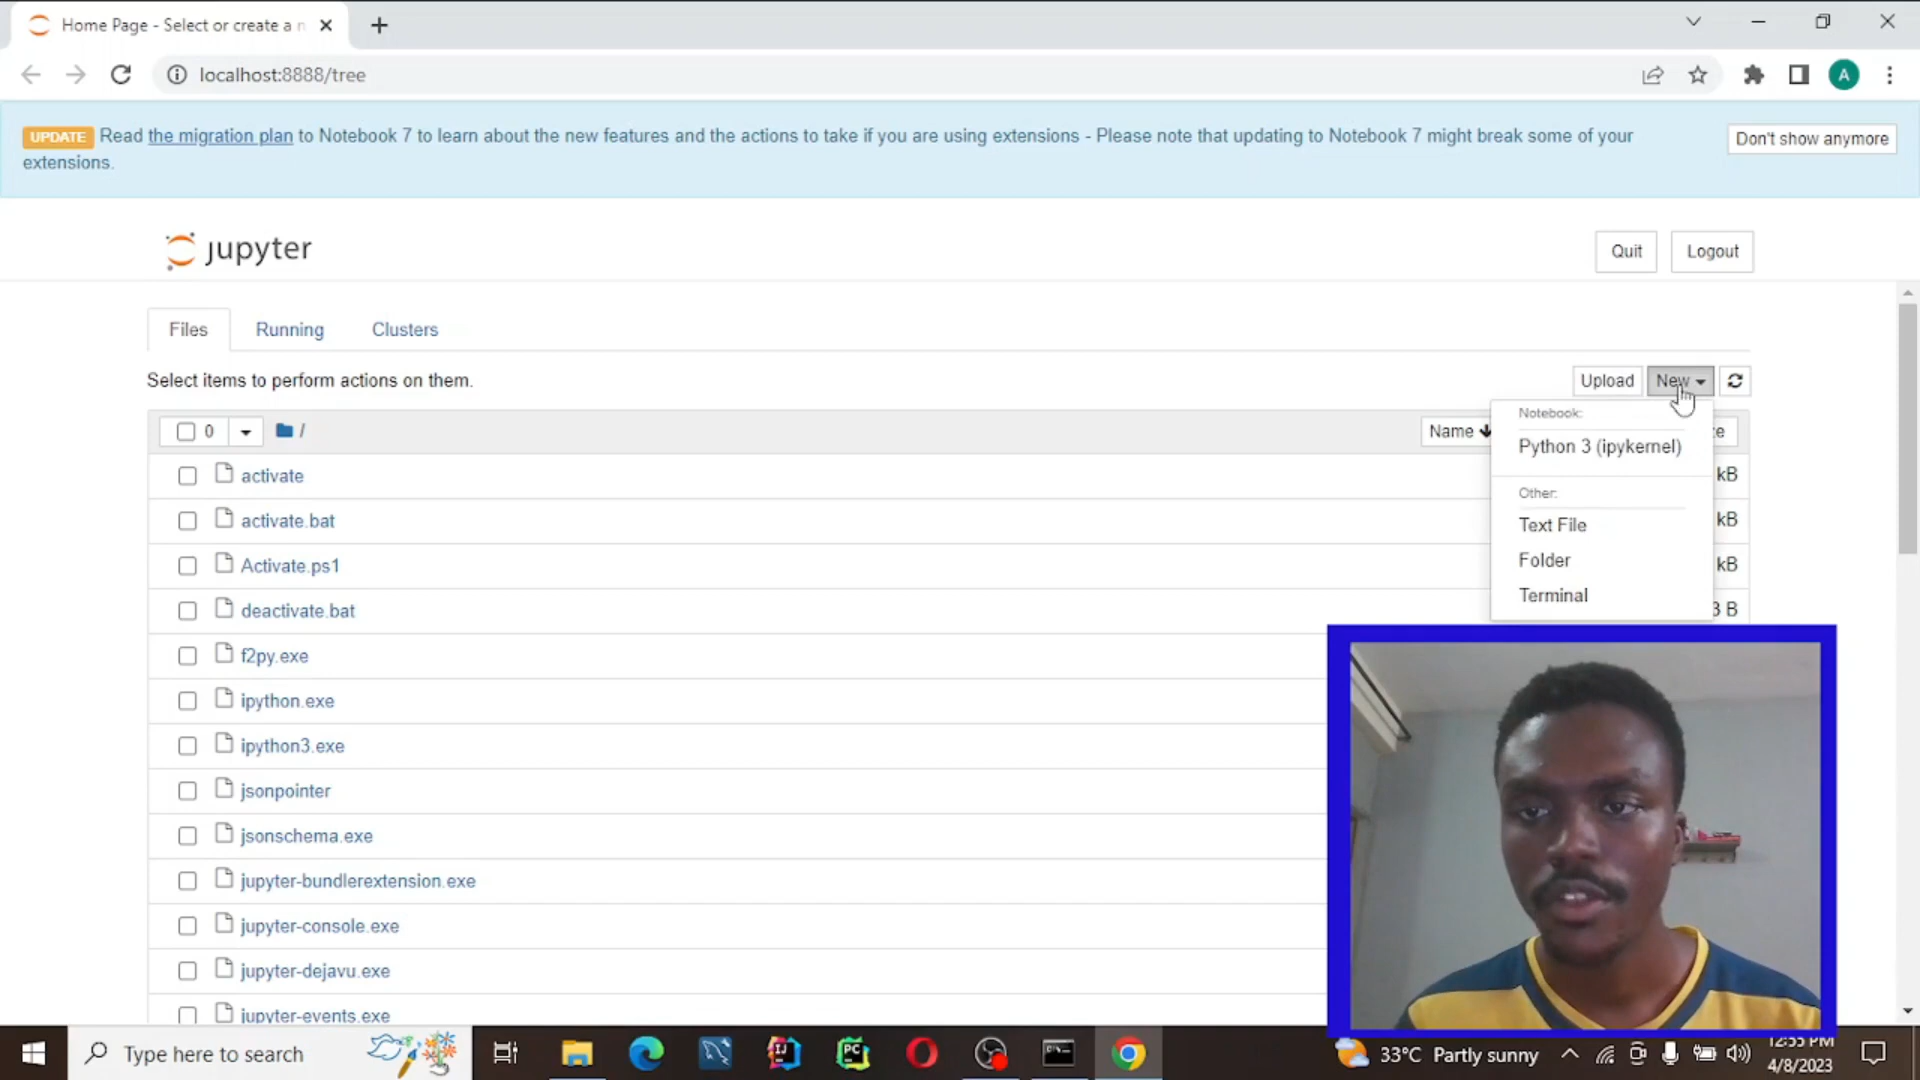 Home Page - Select or create a n
localhost:8888/tree
A
UPDATE Read the migration plan to Notebook 7 to learn about the new features and the actions to take if you are using extensions - Please note that updating to Notebook 7 might break some of your
extensions.
Don't show anymore
jupyter
Quit
Logout
Files
Running
Clusters
Select items to perform actions on them.
Upload
New
0
/
Name
Notebook:
Python 3 (ipykernel)
Other:
Text File
Folder
Terminal
activate
kB
activate.bat
kB
Activate.ps1
kB
deactivate.bat
B
f2py.exe
ipython.exe
ipython3.exe
jsonpointer
jsonschema.exe
jupyter-bundlerextension.exe
jupyter-console.exe
jupyter-dejavu.exe
jupyter-events.exe
Type here to search
IJ
PC
33°C Partly sunny
12:55 PM
4/8/2023